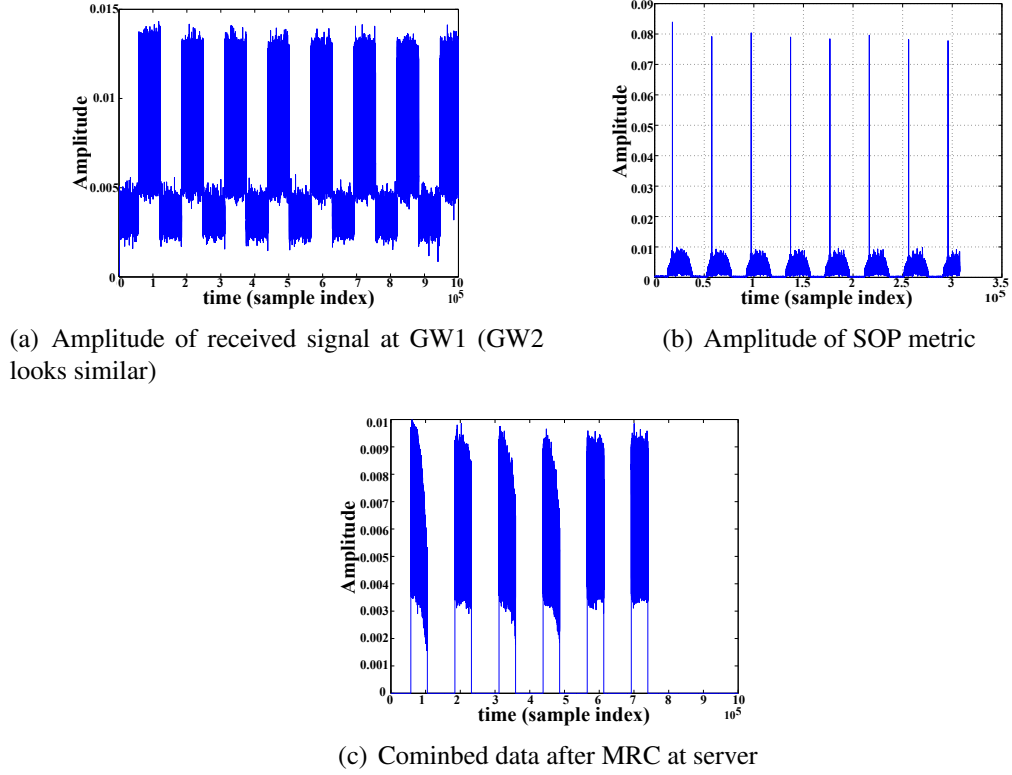 0.015
0.01
0.005
0
Amplitude
1 2 3 4 5 6 7 8 9 10
time (sample index)
10^5
(a) Amplitude of received signal at GW1 (GW2
looks similar)
0.09
0.08
0.07
0.06
0.05
0.04
0.03
0.02
0.01
0
Amplitude
0 0.5 1 1.5 2 2.5 3 3.5
time (sample index)
10^5
(b) Amplitude of SOP metric
0.01
0.009
0.008
0.007
0.006
0.005
0.004
0.003
0.002
0.001
0
Amplitude
0 1 2 3 4 5 6 7 8 9 10
time (sample index)
10^5
(c) Cominbed data after MRC at server